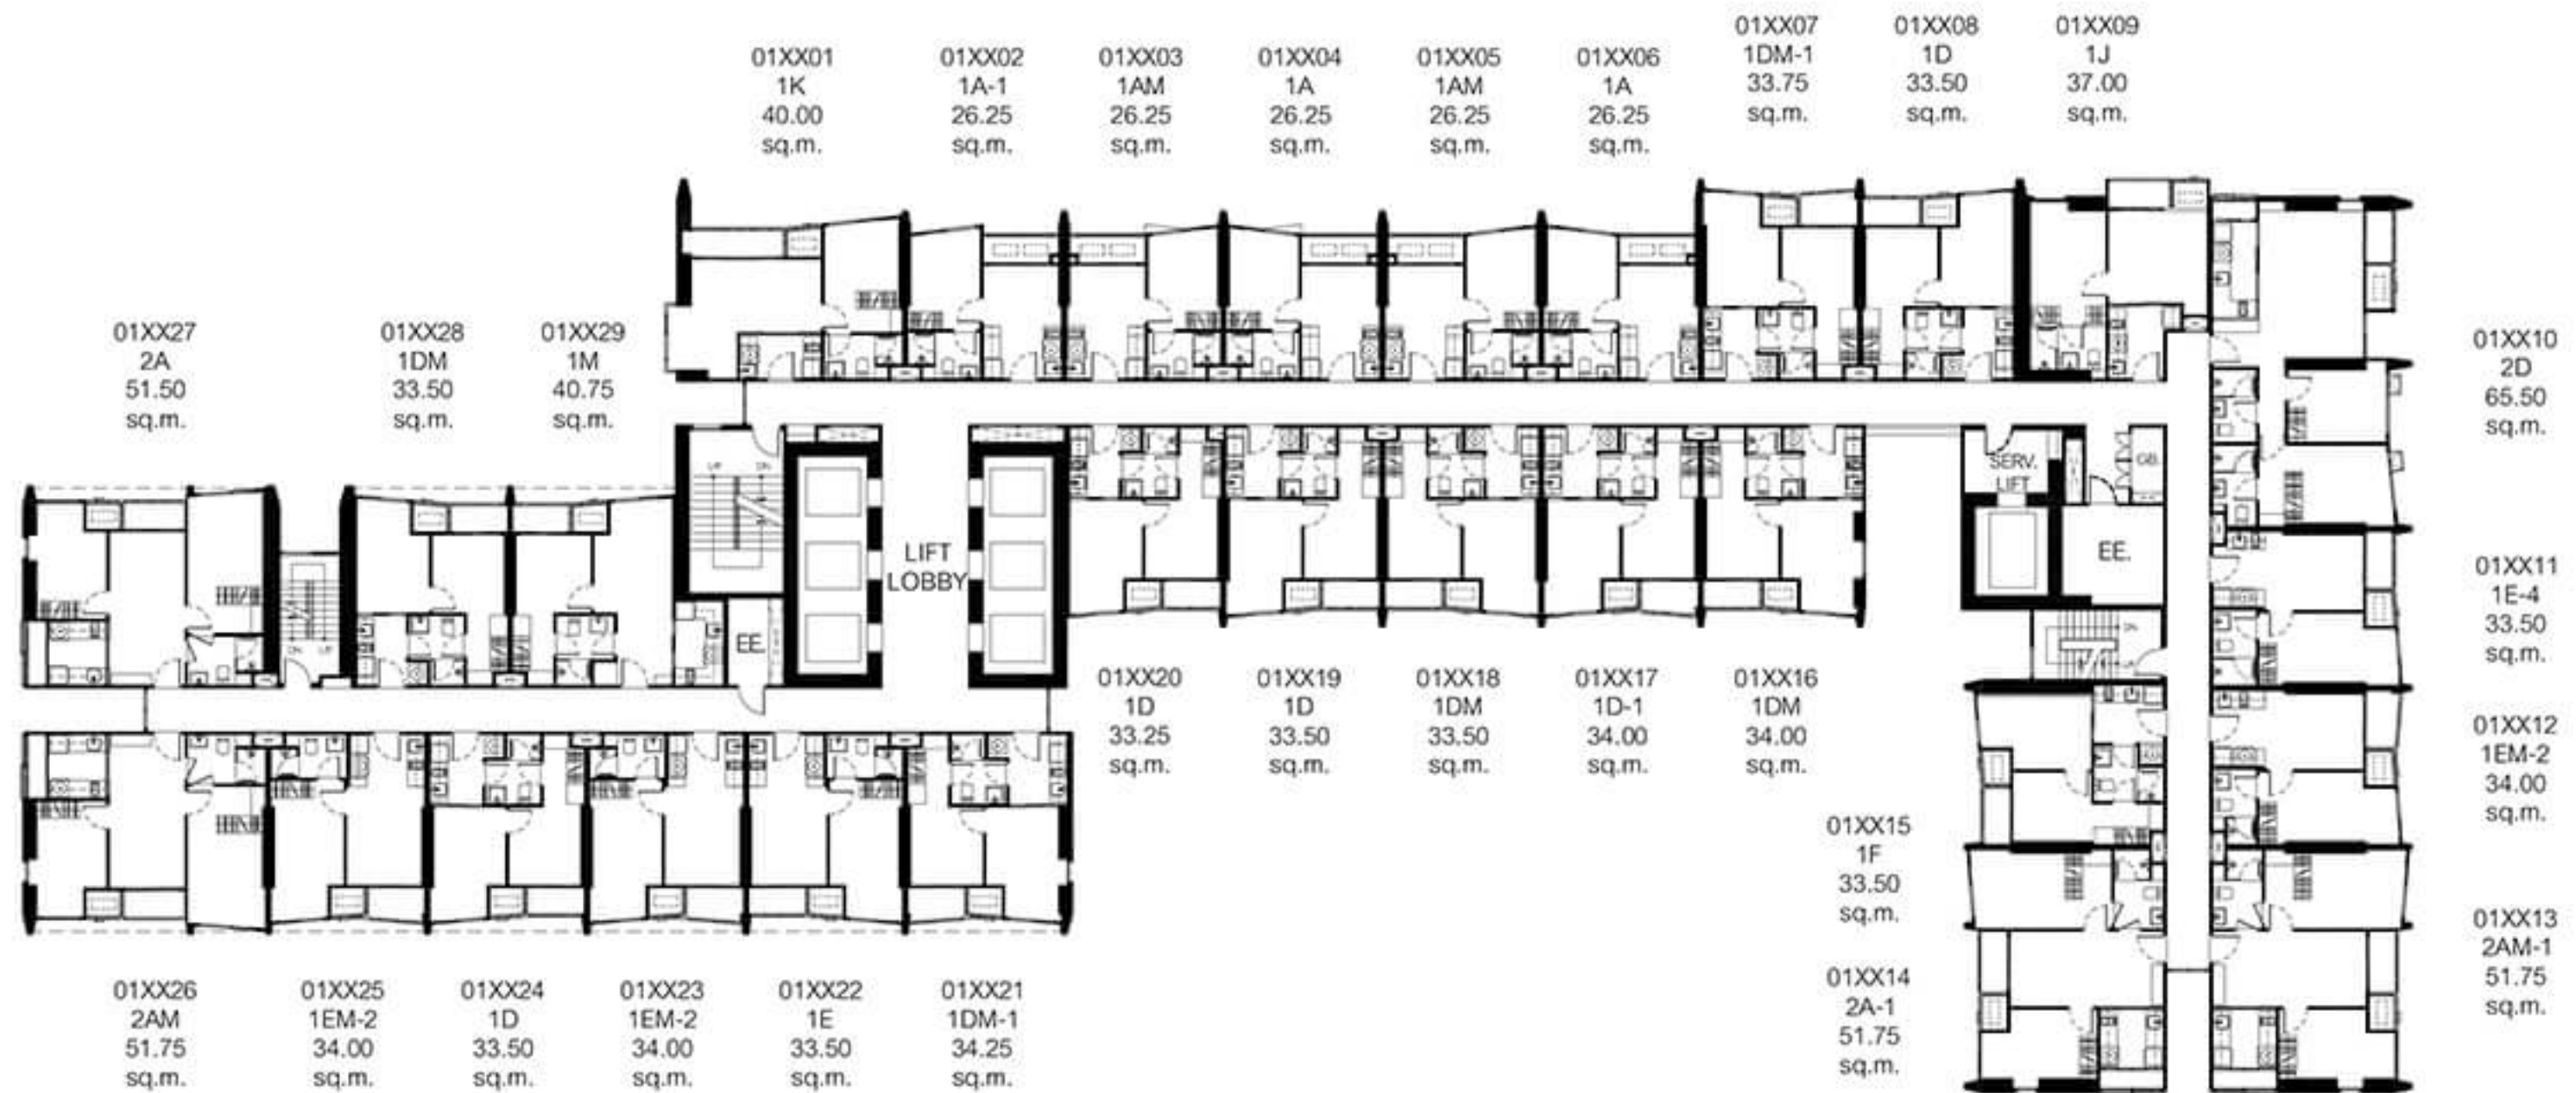 01XX01
1K
40.00
sq.m.
01XX02
1A-1
26.25
sq.m.
01XX03
1AM
26.25
sq.m.
01XX04
1A
26.25
sq.m.
01XX05
1AM
26.25
sq.m.
01XX06
1A
26.25
sq.m.
01XX07
1DM-1
33.75
sq.m.
01XX08
1D
33.50
sq.m.
01XX09
1J
37.00
sq.m.
01XX27
2A
51.50
sq.m.
01XX28
1DM
33.50
sq.m.
01XX29
1M
40.75
sq.m.
01XX10
2D
65.50
sq.m.
UP
DN
SERV.
LIFT
GB.
LIFT
LOBBY
EE.
01XX11
1E-4
33.50
sq.m.
DN
UP
EE.
DN
01XX20
1D
33.25
sq.m.
01XX19
1D
33.50
sq.m.
01XX18
1DM
33.50
sq.m.
01XX17
1D-1
34.00
sq.m.
01XX16
1DM
34.00
sq.m.
01XX12
1EM-2
34.00
sq.m.
01XX15
1F
33.50
sq.m.
01XX13
2AM-1
51.75
sq.m.
01XX14
2A-1
51.75
sq.m.
01XX26
2AM
51.75
sq.m.
01XX25
1EM-2
34.00
sq.m.
01XX24
1D
33.50
sq.m.
01XX23
1EM-2
34.00
sq.m.
01XX22
1E
33.50
sq.m.
01XX21
1DM-1
34.25
sq.m.